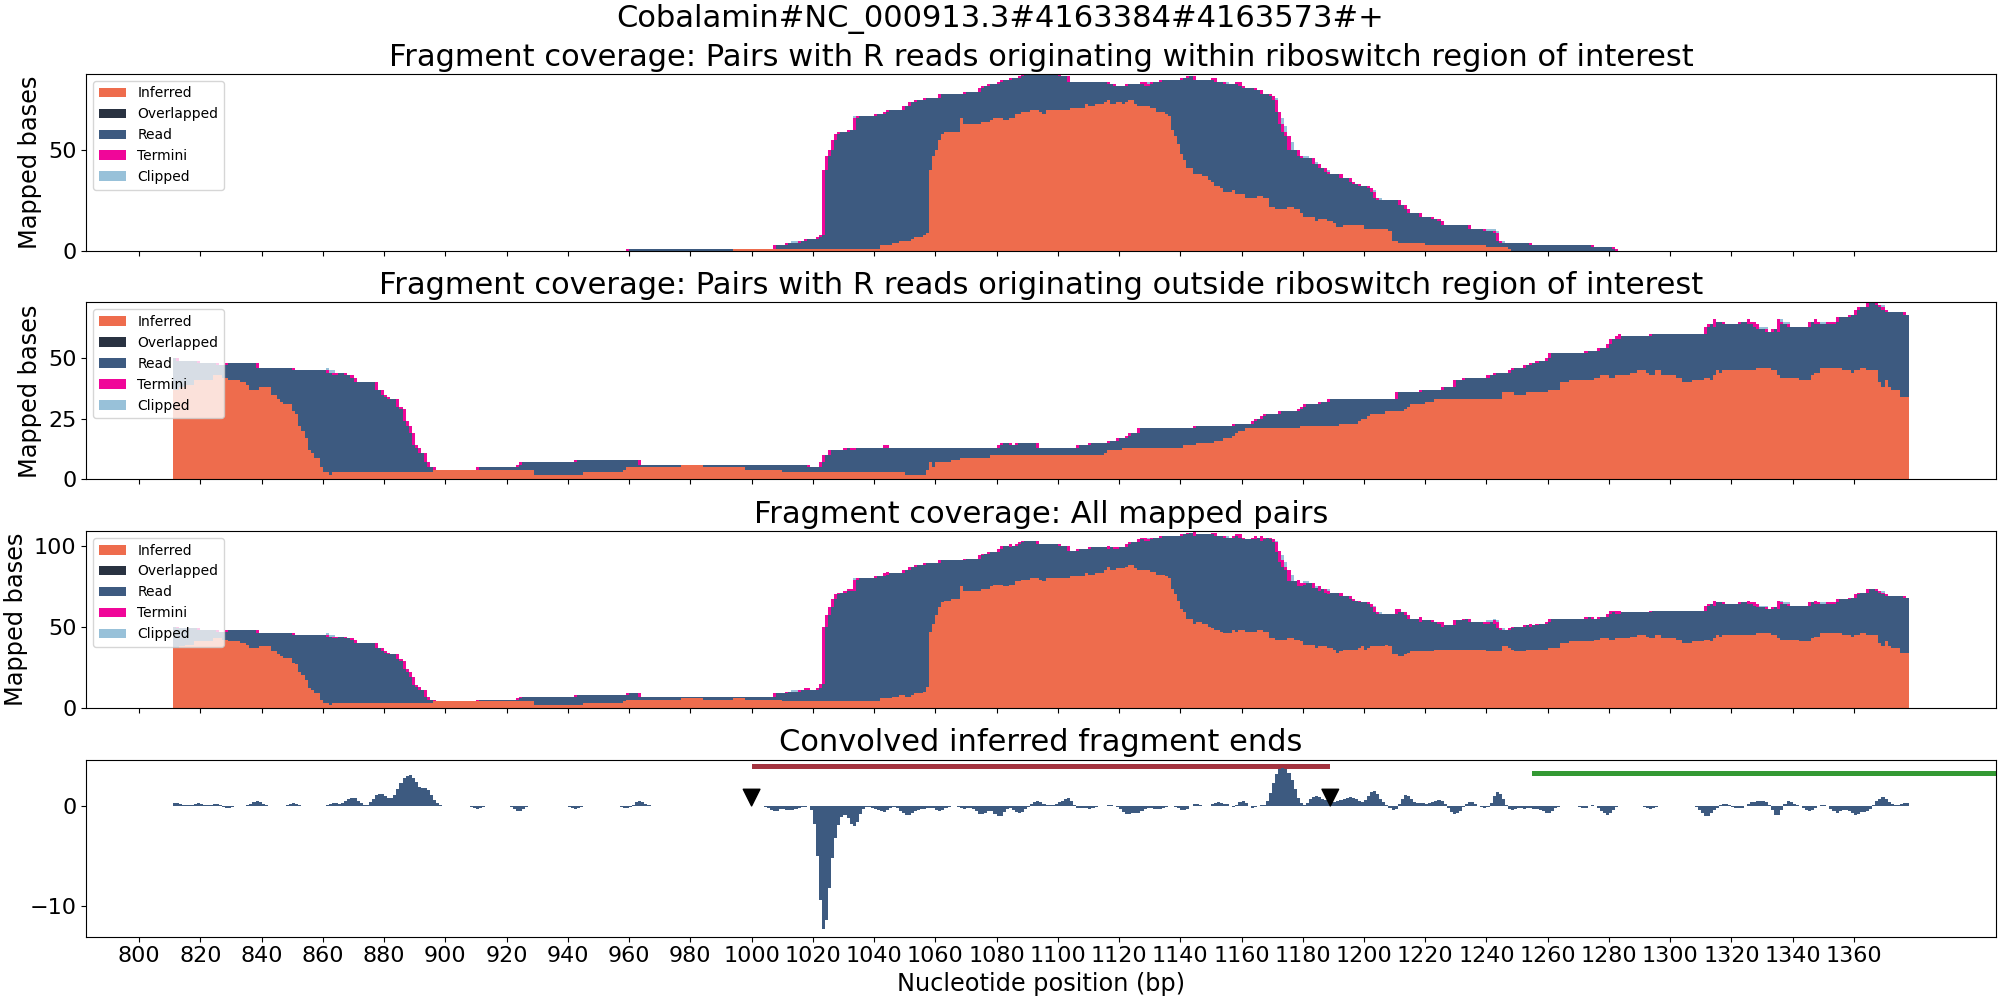 Cobalamin#NC_000913.3#4163384#4163573#+
Fragment coverage: Pairs with R reads originating within riboswitch region of interest
Mapped bases
50
0
Inferred
Overlapped
Read
Termini
Clipped
Fragment coverage: Pairs with R reads originating outside riboswitch region of interest
Mapped bases
50
25
0
Inferred
Overlapped
Read
Termini
Clipped
Fragment coverage: All mapped pairs
Mapped bases
100
50
0
Inferred
Overlapped
Read
Termini
Clipped
Convolved inferred fragment ends
0
−10
800 820 840 860 880 900 920 940 960 980 1000 1020 1040 1060 1080 1100 1120 1140 1160 1180 1200 1220 1240 1260 1280 1300 1320 1340 1360
Nucleotide position (bp)